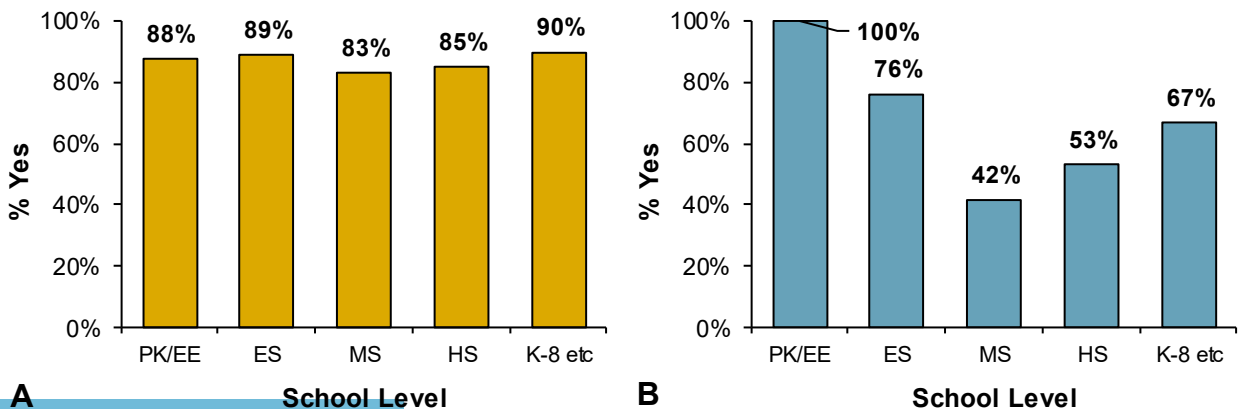 100%
80%
60%
40%
20%
0%
% Yes
88%
89%
83%
85%
90%
PK/EE
ES
MS
HS
K-8 etc
School Level
A
100%
80%
60%
40%
20%
0%
% Yes
100%
76%
42%
53%
67%
PK/EE
ES
MS
HS
K-8 etc
School Level
B